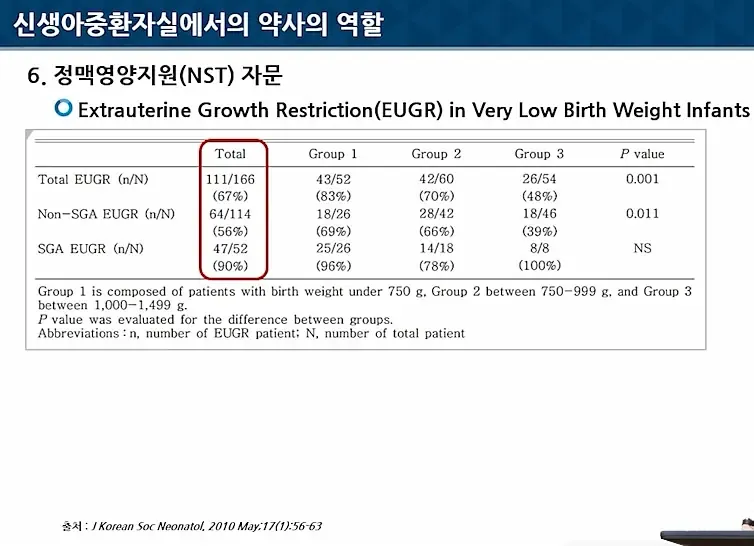 신생아중환자실에서의 약사의 역할
6. 정맥영양지원(NST) 자문
Extrauterine Growth Restriction(EUGR) in Very Low Birth Weight Infants
Total Group 1 Group 2 Group 3 P value
Total EUGR (n/N) 111/166 43/52 42/60 26/54 0.001
(67%) (83%) (70%) (48%)
Non-SGA EUGR (n/N) 64/114 18/26 28/42 18/46 0.011
(56%) (69%) (66%) (39%)
SGA EUGR (n/N) 47/52 25/26 14/18 8/8 NS
(90%) (96%) (78%) (100%)
Group 1 is composed of patients with birth weight under 750 g, Group 2 between 750-999 g, and Group 3
between 1,000-1,499 g.
P value was evaluated for the difference between groups.
Abbreviations : n, number of EUGR patient; N, number of total patient
출처 : J Korean Soc Neonatol, 2010 May;17(1):56-63